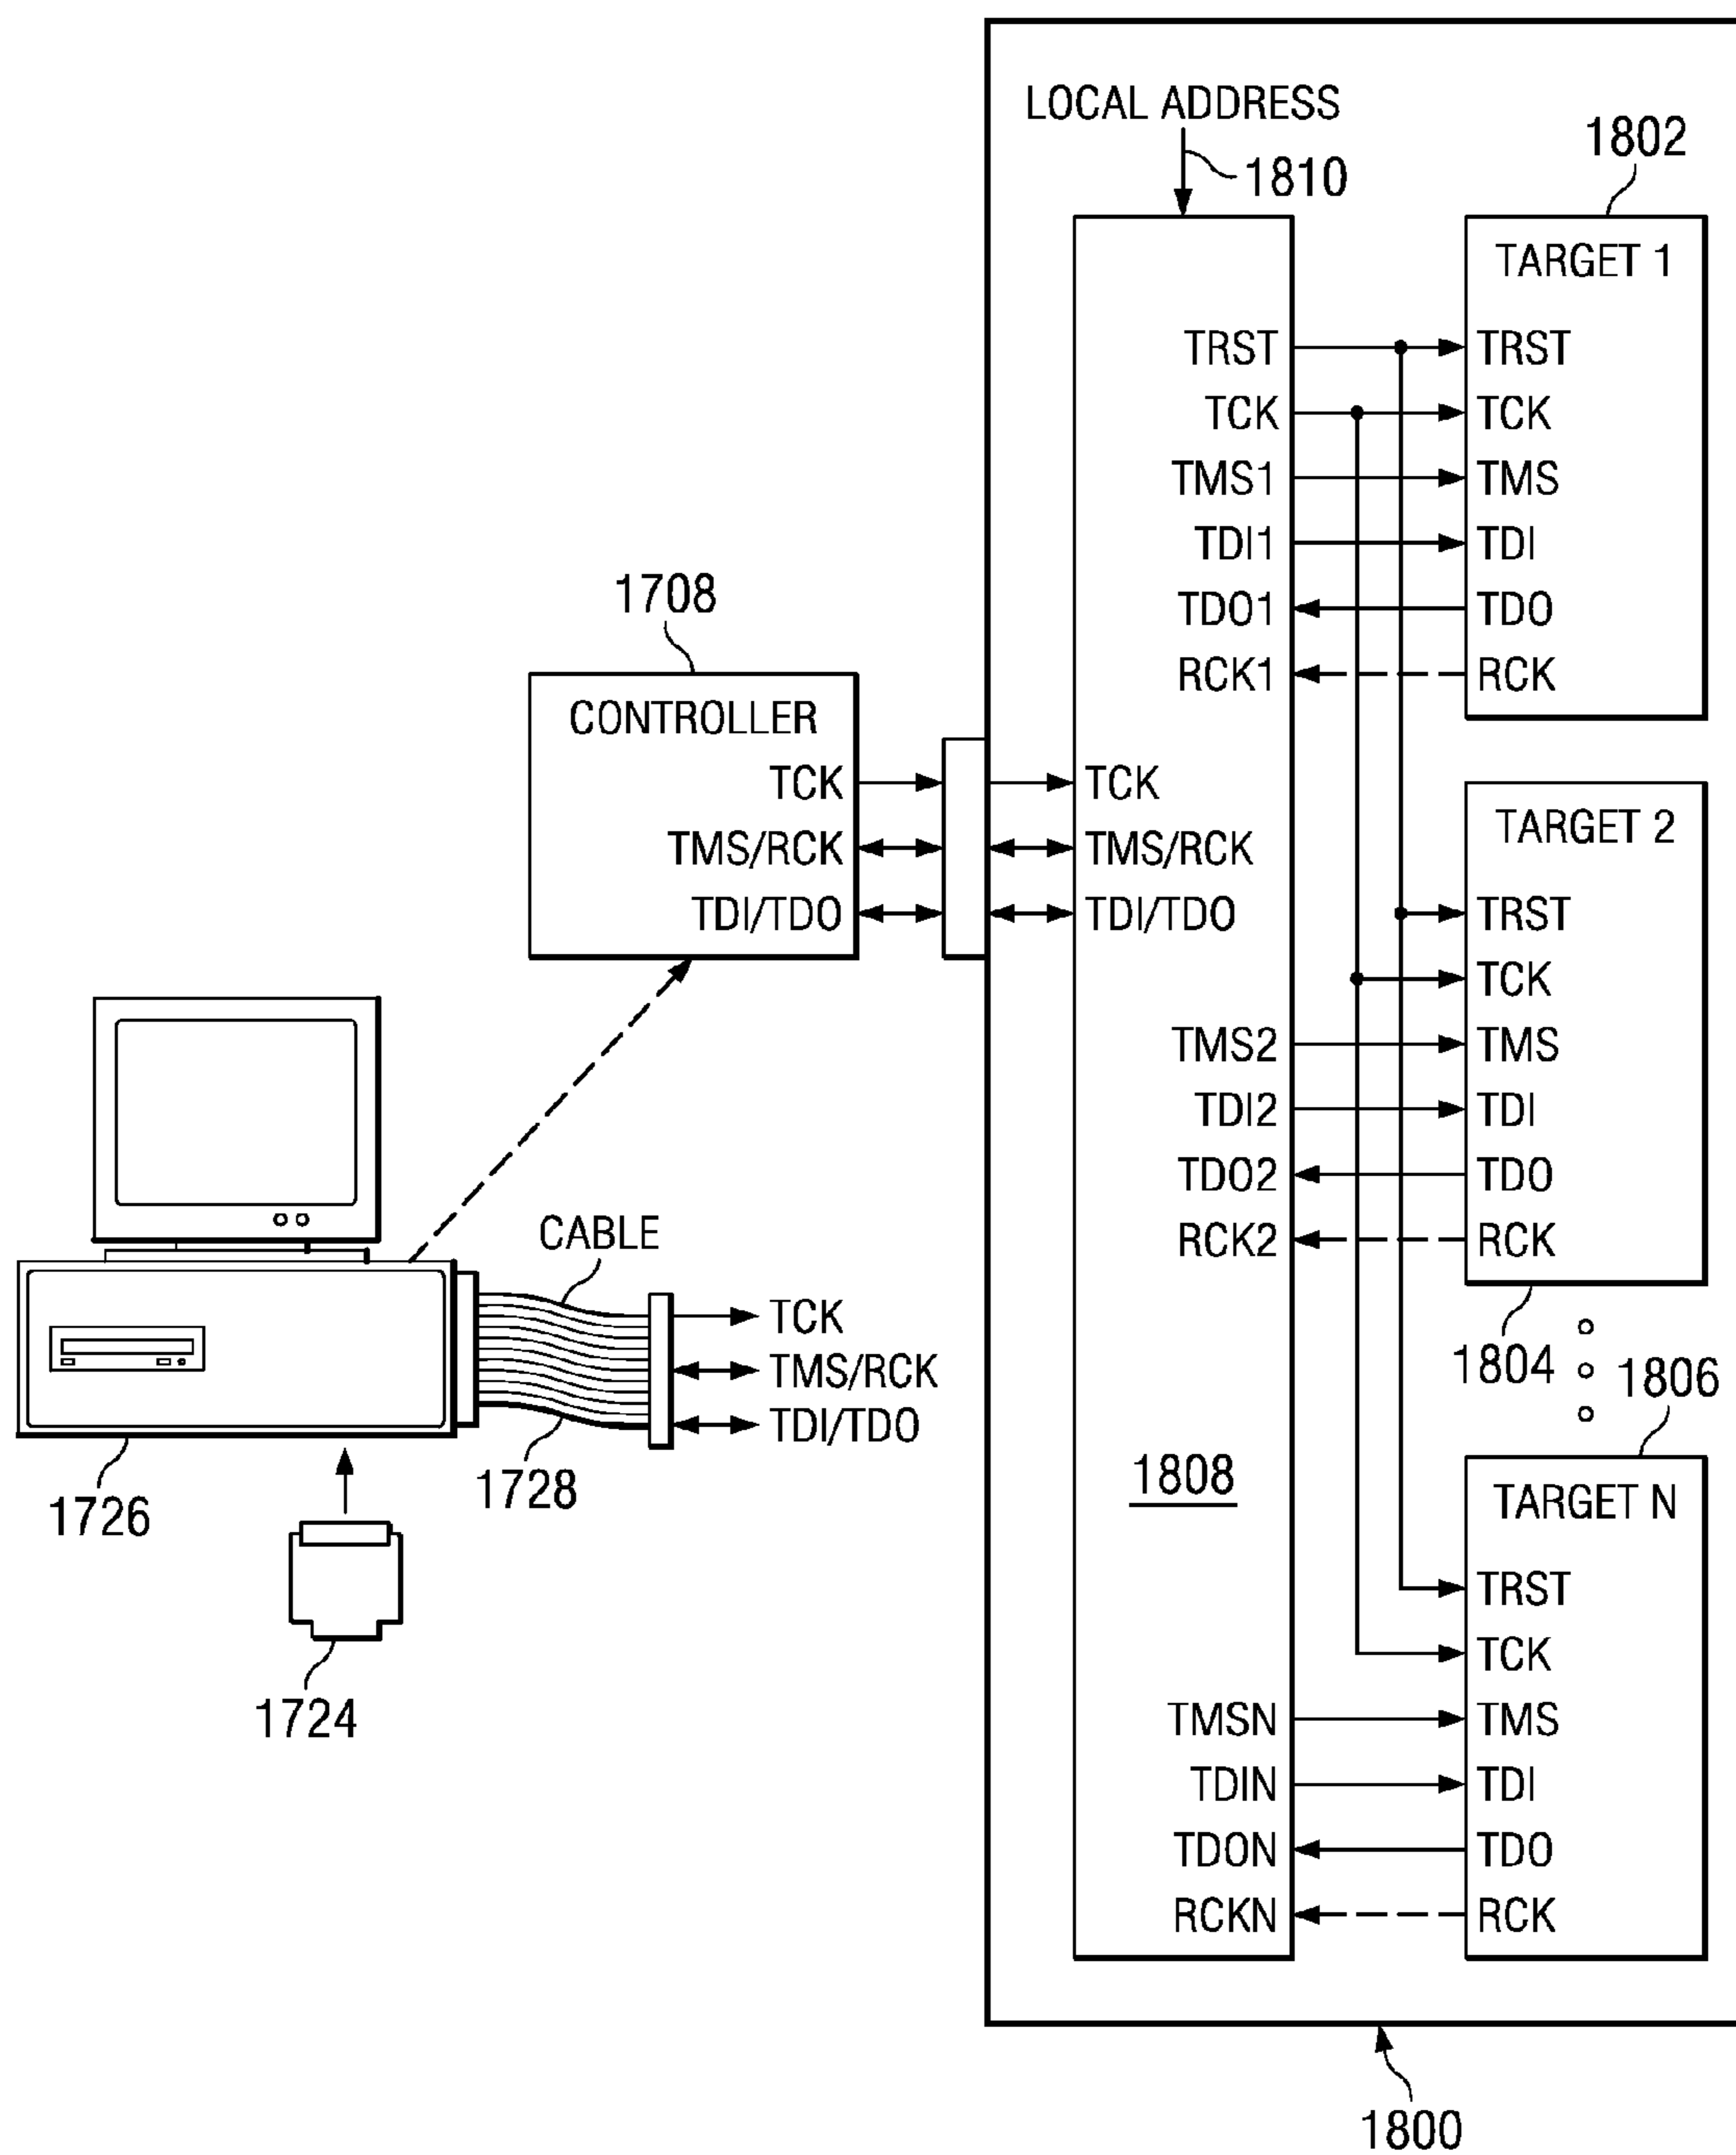 LOCAL ADDRESS
1810
1802
TARGET 1
TRST
TCK
TMS1
TDI1
TDO1
RCK1
TRST
TCK
TMS
TDI
TDO
RCK
1708
CONTROLLER
TCK
TMS/RCK
TDI/TDO
TCK
TMS/RCK
TDI/TDO
TARGET 2
TMS2
TDI2
TDO2
RCK2
TRST
TCK
TMS
TDI
TDO
RCK
1804
1806
CABLE
TCK
TMS/RCK
TDI/TDO
1728
1726
1724
1808
TARGET N
TMSN
TDIN
TDON
RCKN
TRST
TCK
TMS
TDI
TDO
RCK
1800